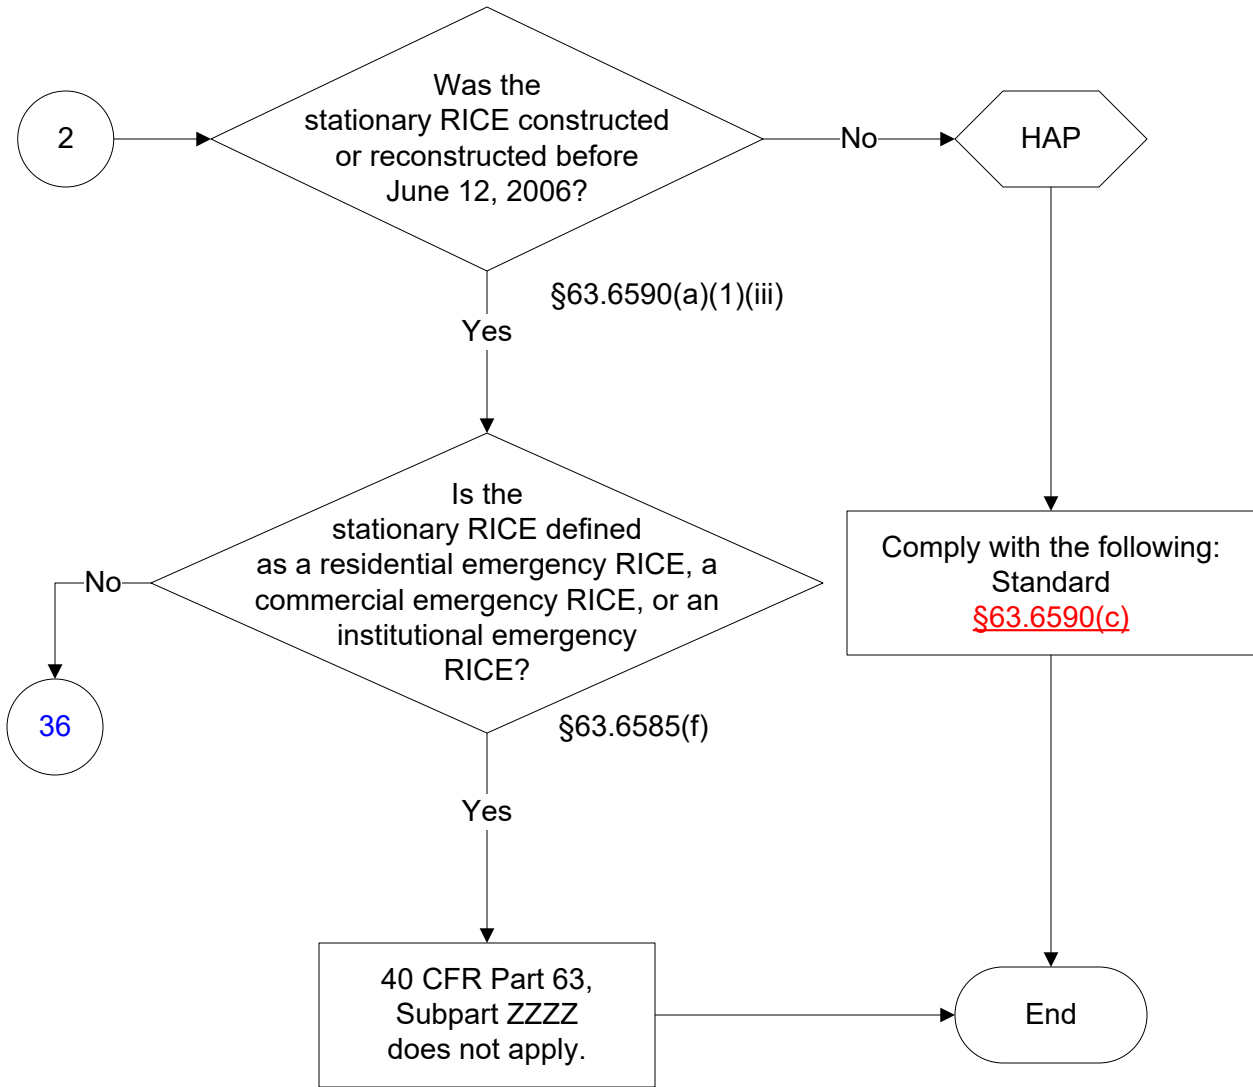 2
Was the
stationary RICE constructed
or reconstructed before
June 12, 2006?
No
HAP
§63.6590(a)(1)(iii)
Yes
Is the
stationary RICE defined
as a residential emergency RICE, a
commercial emergency RICE, or an
institutional emergency
RICE?
No
36
§63.6585(f)
Comply with the following:
Standard
§63.6590(c)
Yes
40 CFR Part 63,
Subpart ZZZZ
does not apply.
End